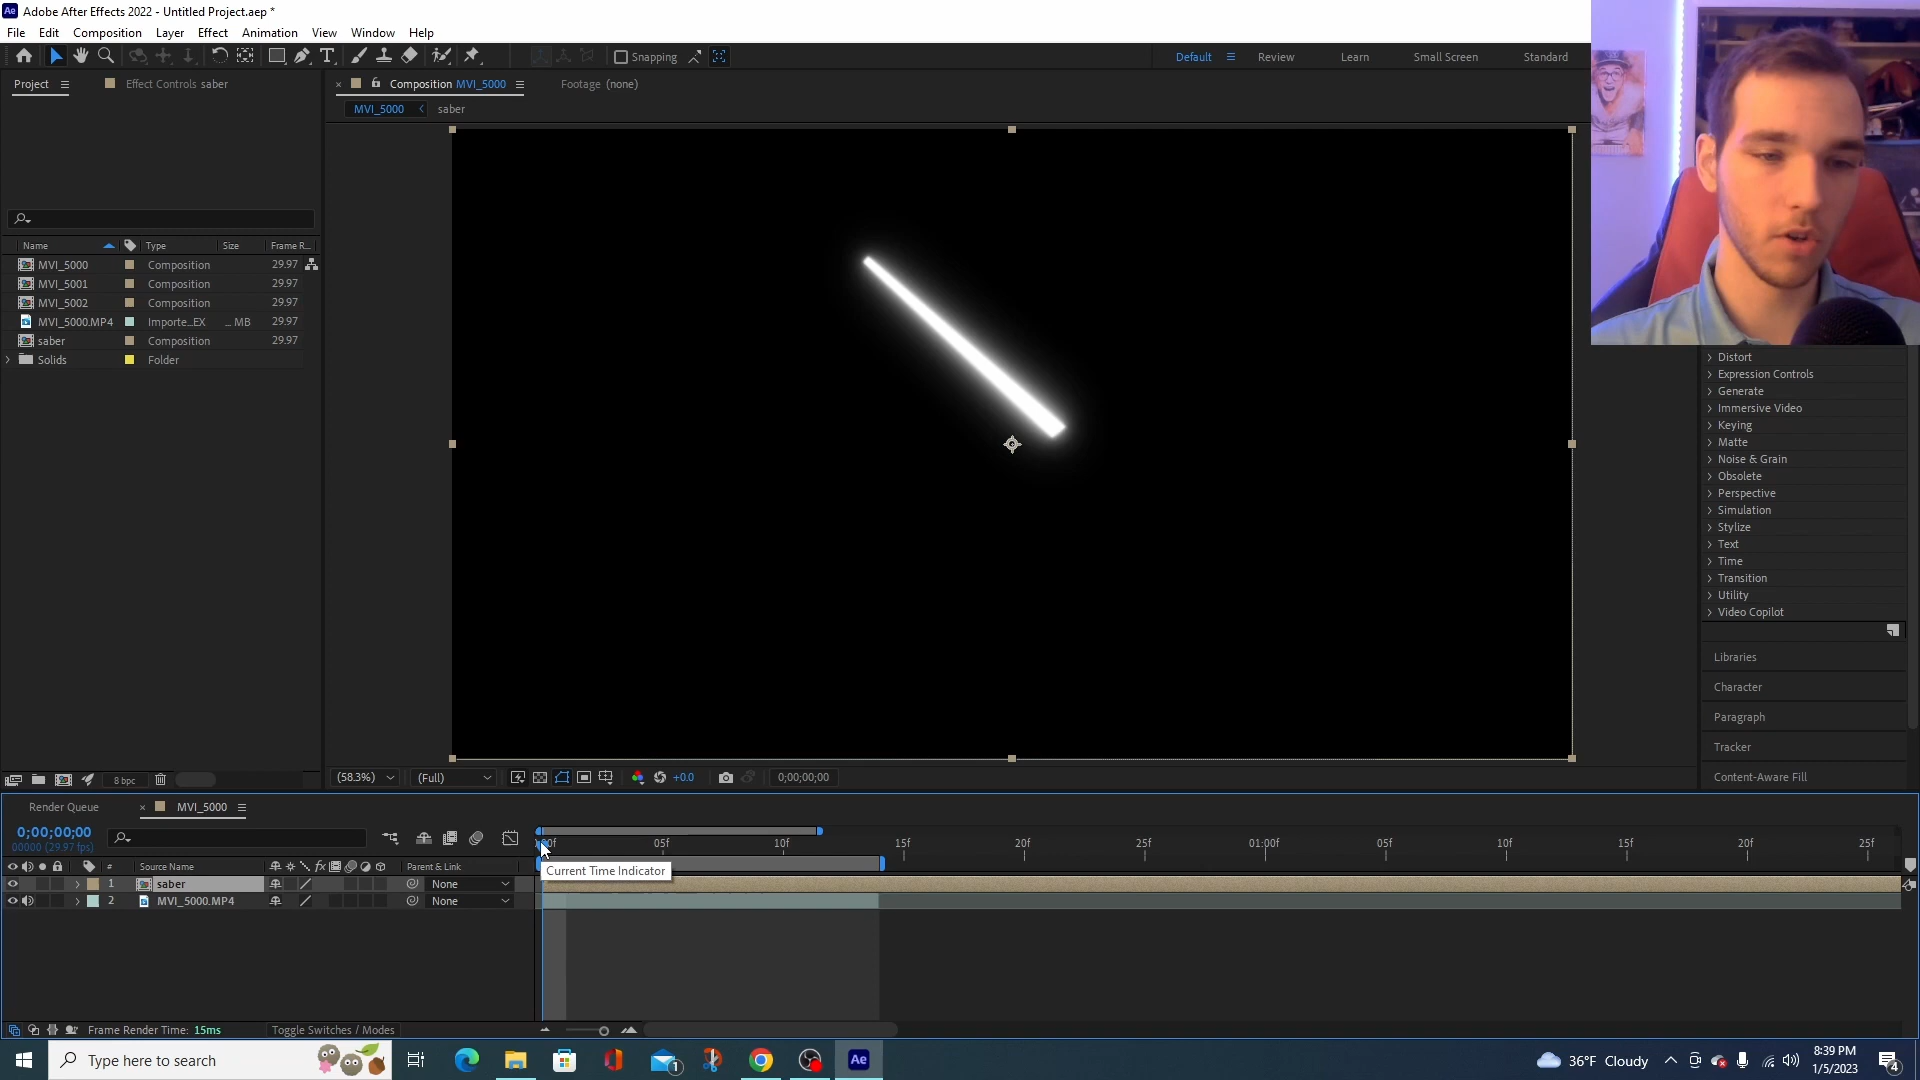 Adobe After Effects 2022 - Untitled Project.aep *
File Edit Composition Layer Effect Animation View Window Help
Snapping Default Review Learn Small Screen Standard
Project Effect Controls saber Composition MVI_5000 Footage (none)
MVI_5000 saber
Name Type Size Frame R...
MVI_5000 Composition 29.97
MVI_5001 Composition 29.97
MVI_5002 Composition 29.97
MVI_5000.MP4 Importe...EX ... MB 29.97
saber Composition 29.97
Solids Folder
Distort
Expression Controls
Generate
Immersive Video
Keying
Matte
Noise & Grain
Obsolete
Perspective
Simulation
Stylize
Text
Time
Transition
Utility
Video Copilot
Libraries
Character
Paragraph
Tracker
Content-Aware Fill
8 bpc (58.3%) (Full) +0.0 0;00;00;00
Render Queue MVI_5000
0;00;00;00
00000 (29.97 fps)
00f 05f 10f 15f 20f 25f 01:00f 05f 10f 15f 20f 25f
# Source Name fx Parent & Link
Current Time Indicator
1 saber None
2 MVI_5000.MP4 None
Frame Render Time: 15ms Toggle Switches / Modes
Type here to search
1
Ae
36°F Cloudy
8:39 PM
1/5/2023
4